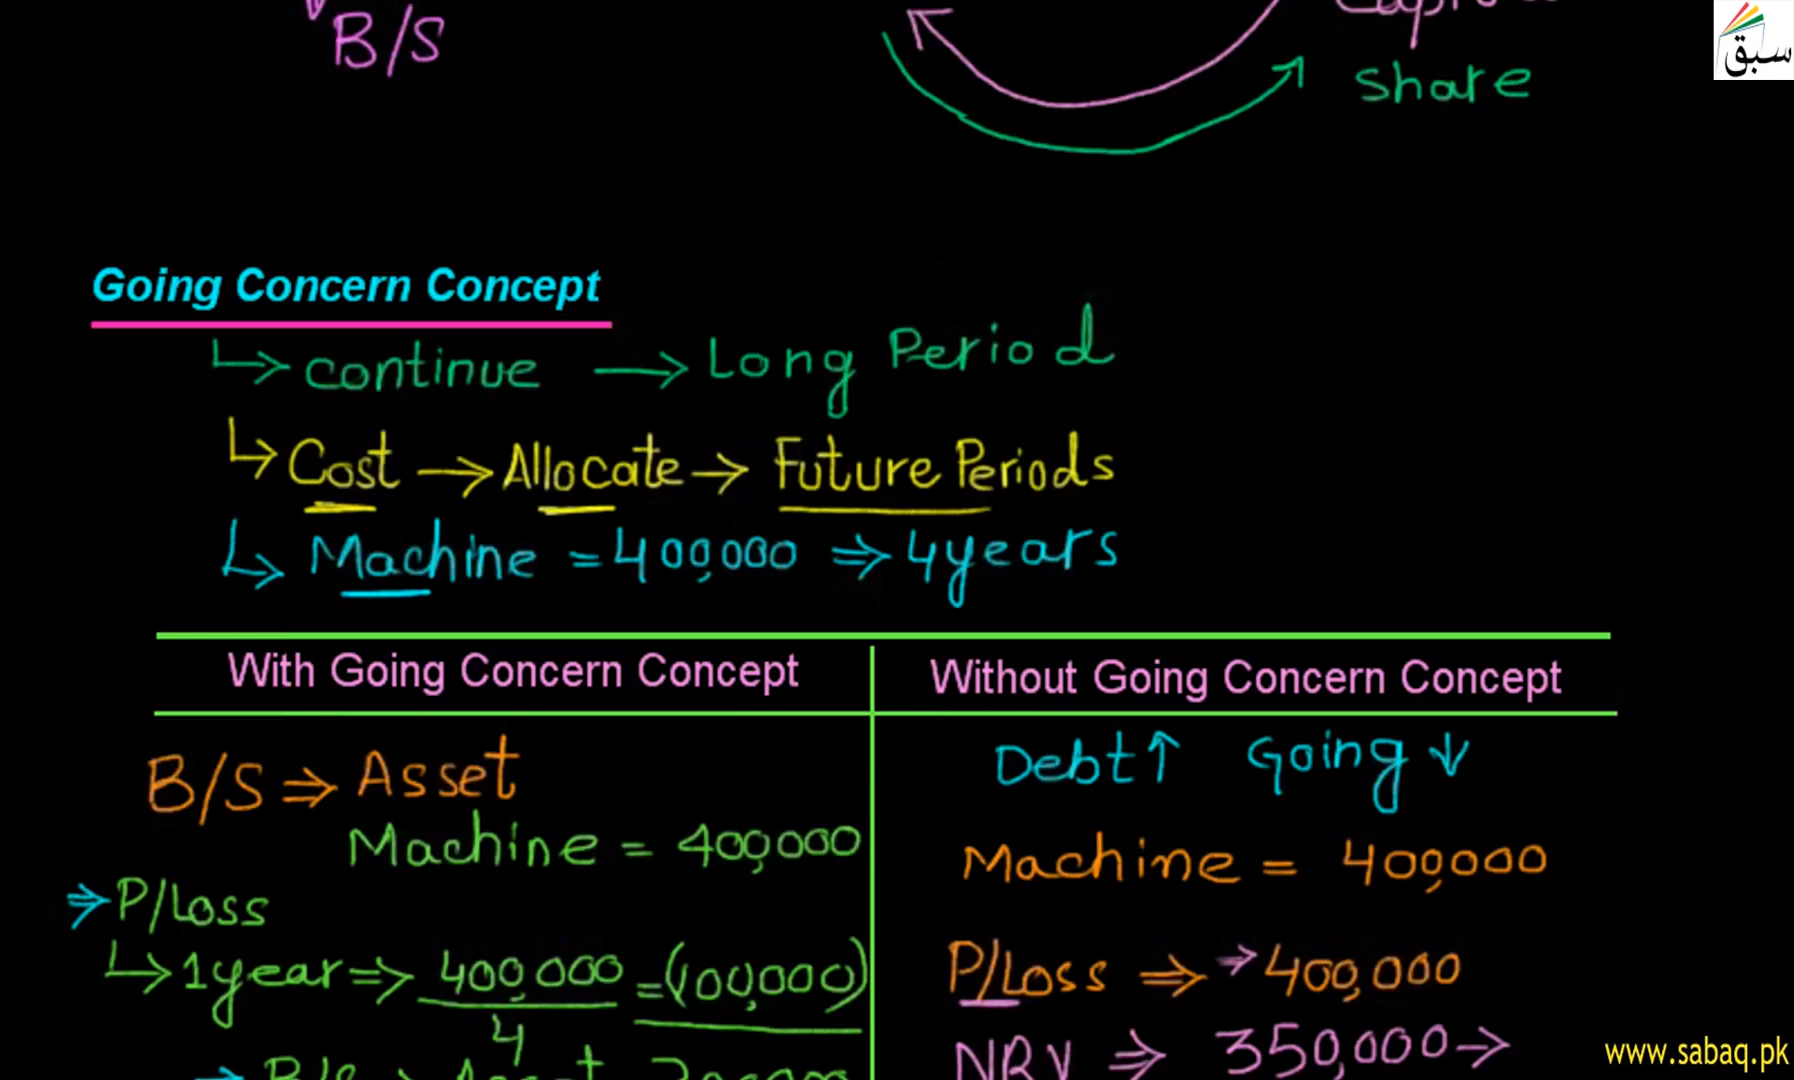 B/S
share
سبق
Going Concern Concept
↳ continue → Long Period
↳ Cost → Allocate → Future Periods
↳ Machine = 400,000 ⇒ 4 years
With Going Concern Concept
B/S ⇒ Asset
Machine = 400,000
⇒ P/Loss
↳ 1 year ⇒ 400,000 / 4 = (100,000)
Without Going Concern Concept
Debt ↑ Going ↓
Machine = 400,000
P/Loss ⇒ → 400,000
NRV ⇒ 350,000 →
www.sabaq.pk